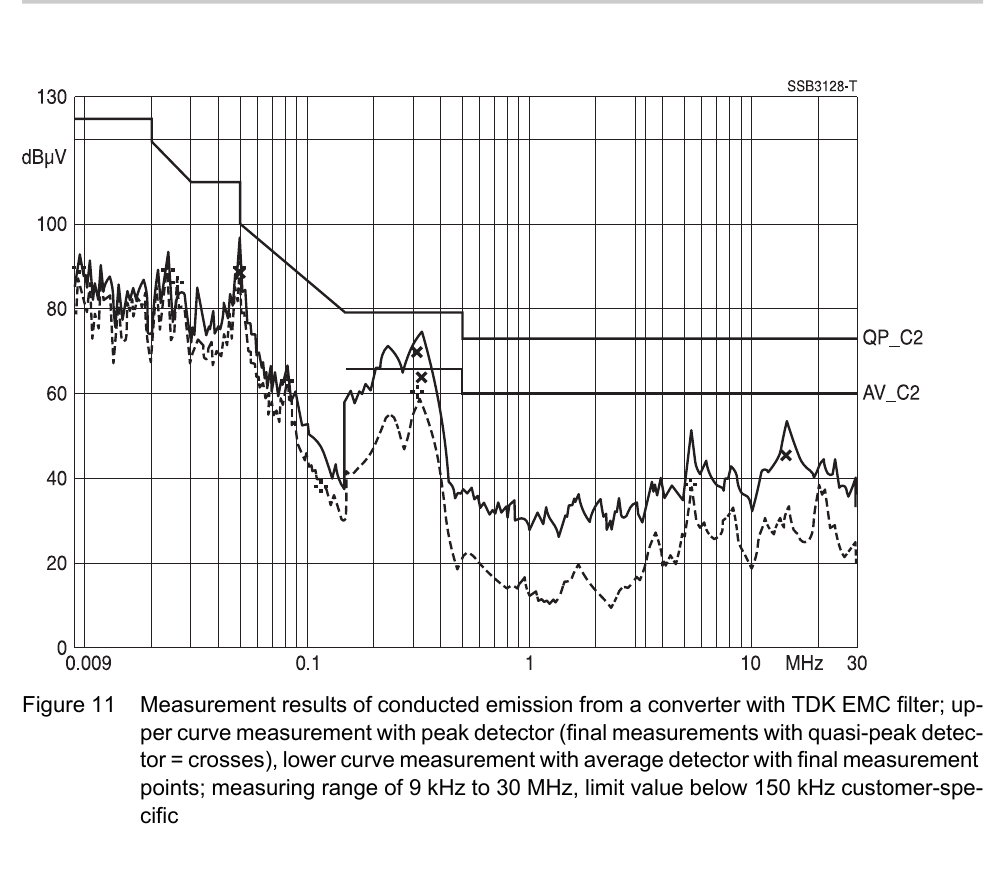 SSB3128-T
130
dBµV
100
80
QP_C2
60
AV_C2
40
20
0
0.009 0.1 1 10 MHz 30
Figure 11 Measurement results of conducted emission from a converter with TDK EMC filter; up-
per curve measurement with peak detector (final measurements with quasi-peak detec-
tor = crosses), lower curve measurement with average detector with final measurement
points; measuring range of 9 kHz to 30 MHz, limit value below 150 kHz customer-spe-
cific